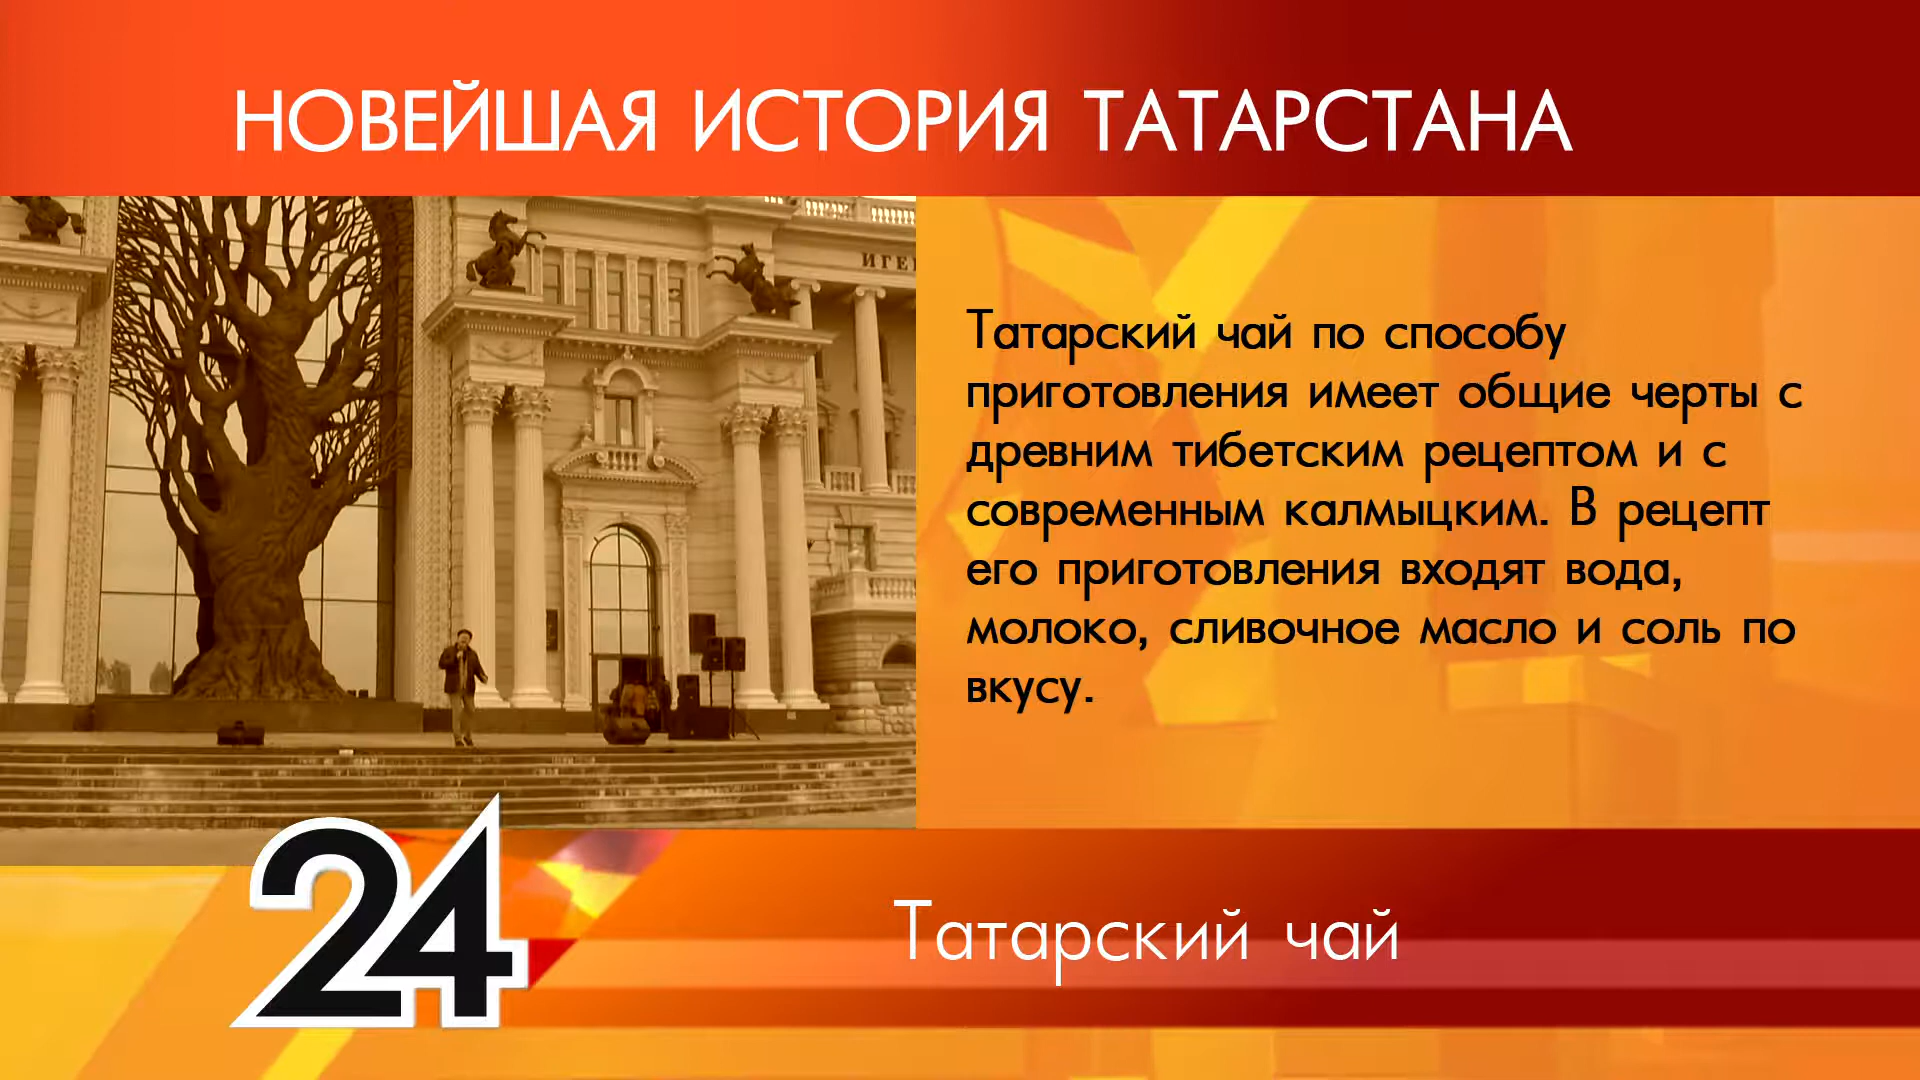 НОВЕЙШАЯ ИСТОРИЯ ТАТАРСТАНА
ИГЕ
Татарский чай по способу
приготовления имеет общие черты с
древним тибетским рецептом и с
современным калмыцким. В рецепт
его приготовления входят вода,
молоко, сливочное масло и соль по
вкусу.
24
Татарский чай